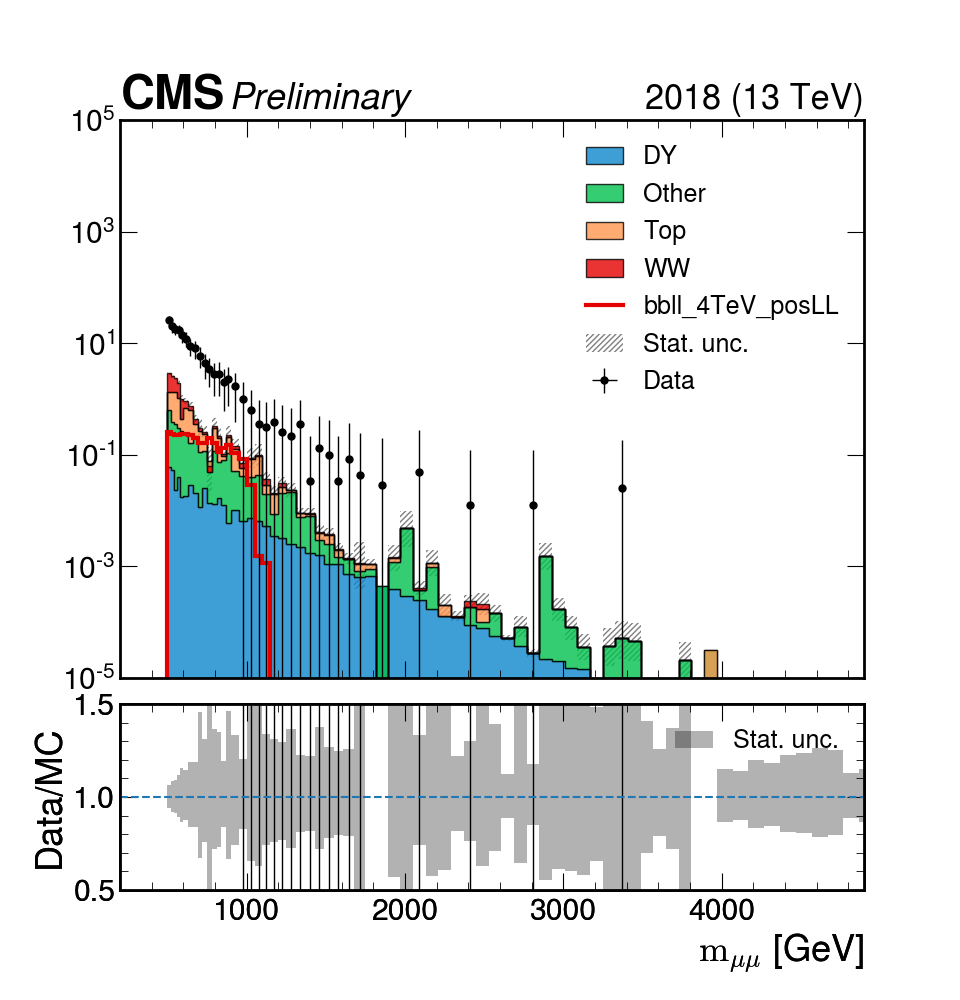 CMS Preliminary 2018 (13 TeV)
10^5
10^3
10^1
10^-1
10^-3
10^-5
DY
Other
Top
WW
bbll_4TeV_posLL
Stat. unc.
Data
1.5
1.0
0.5
Data/MC
Stat. unc.
1000 2000 3000 4000
m_μμ [GeV]